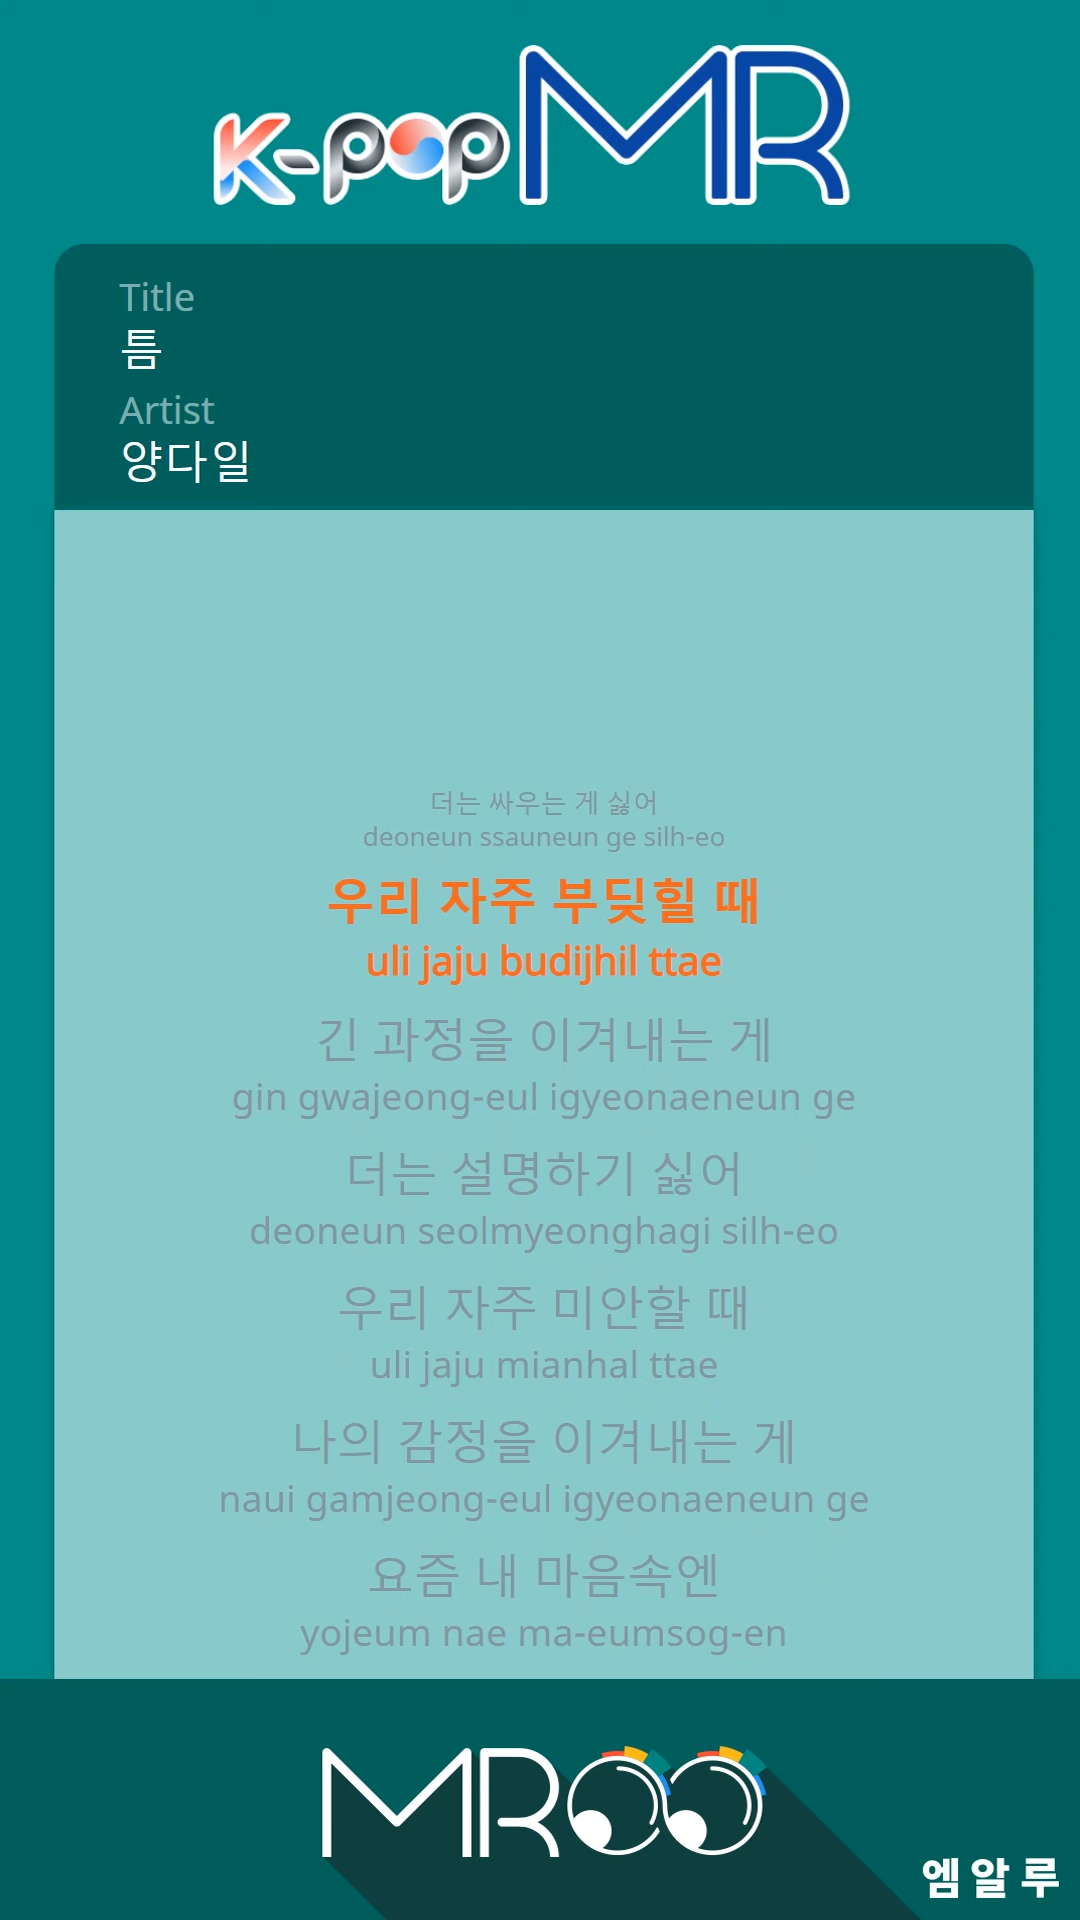 K-pop MR
Title
틈
Artist
양다일
더는 싸우는 게 싫어
deoneun ssauneun ge silh-eo
우리 자주 부딪힐 때
uli jaju budijhil ttae
긴 과정을 이겨내는 게
gin gwajeong-eul igyeonaeneun ge
더는 설명하기 싫어
deoneun seolmyeonghagi silh-eo
우리 자주 미안할 때
uli jaju mianhal ttae
나의 감정을 이겨내는 게
naui gamjeong-eul igyeonaeneun ge
요즘 내 마음속엔
yojeum nae ma-eumsog-en
MROO
엠알루